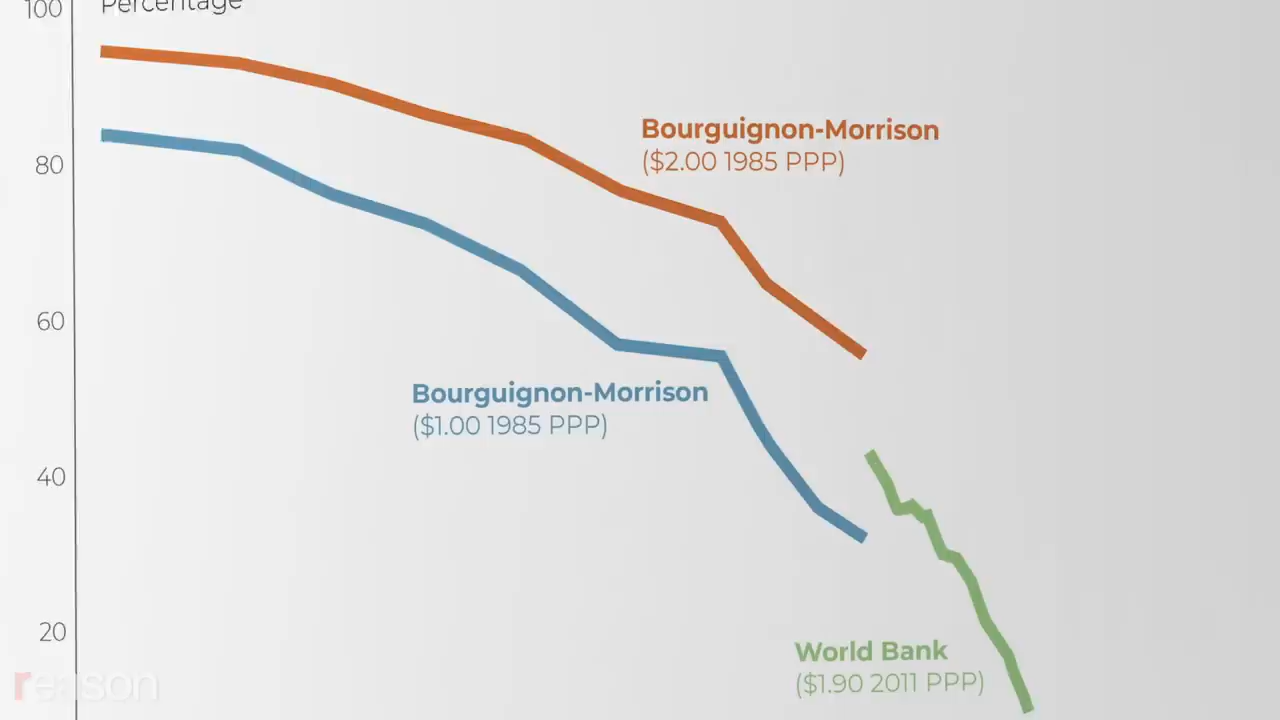 100
Percentage
Bourguignon-Morrison
($2.00 1985 PPP)
80
60
Bourguignon-Morrison
($1.00 1985 PPP)
40
20
World Bank
($1.90 2011 PPP)
reason